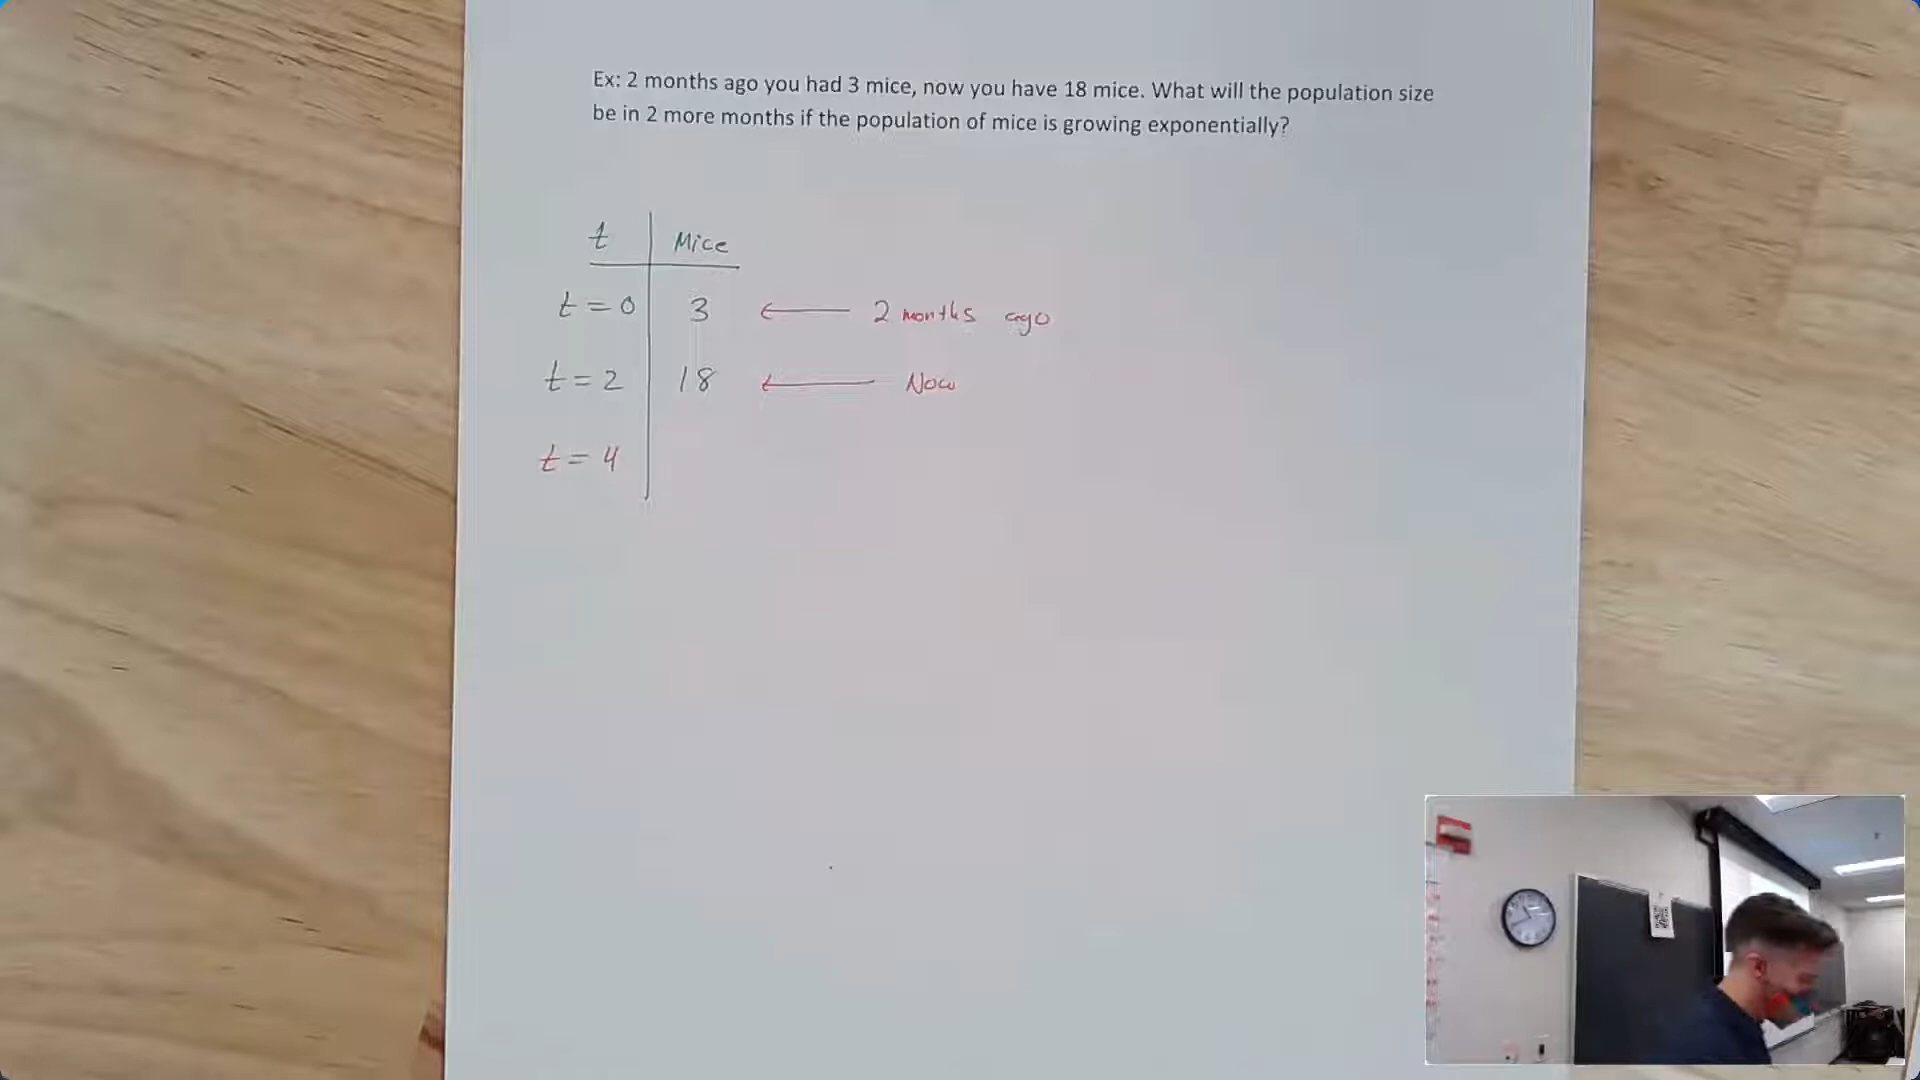 Ex: 2 months ago you had 3 mice, now you have 18 mice. What will the population size
be in 2 more months if the population of mice is growing exponentially?
t Mice
t = 0 3 ← 2 months ago
t = 2 18 ← Now
t = 4